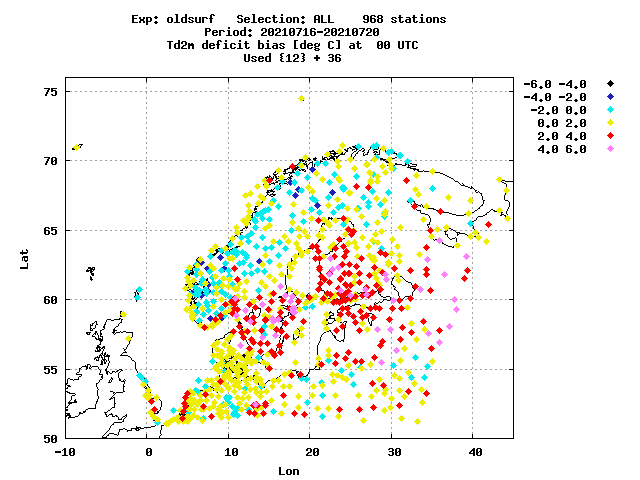 Exp: oldsurf Selection: ALL 968 stations
Period: 20210716-20210720
Td2m deficit bias [deg C] at 00 UTC
Used {12} + 36
-6.0 -4.0
-4.0 -2.0
-2.0 0.0
0.0 2.0
2.0 4.0
4.0 6.0
75
70
65
60
55
50
Lat
-10 0 10 20 30 40
Lon